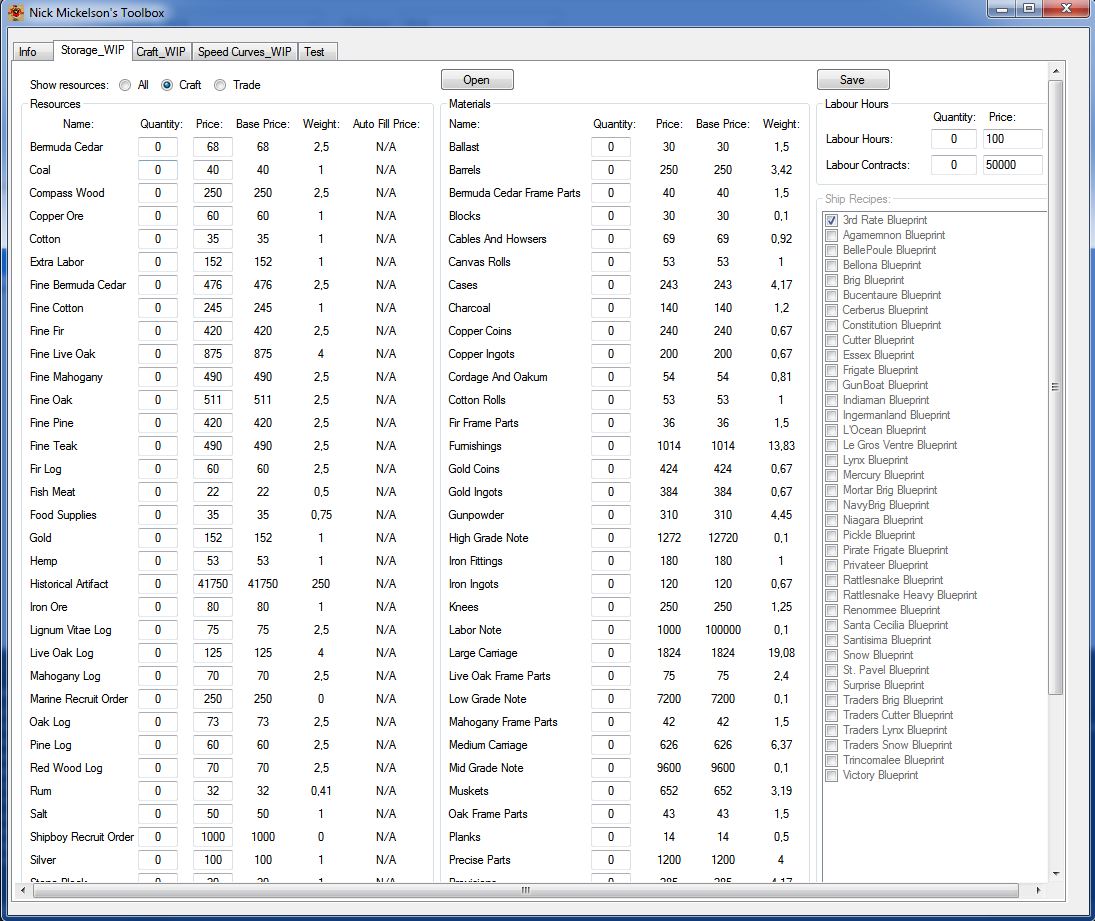 Nick Mickelson's Toolbox
Info Storage_WIP Craft_WIP Speed Curves_WIP Test
Show resources: All Craft Trade
Open
Save
Resources
Name: Quantity: Price: Base Price: Weight: Auto Fill Price:
Bermuda Cedar 0 68 68 2,5 N/A
Coal 0 40 40 1 N/A
Compass Wood 0 250 250 2,5 N/A
Copper Ore 0 60 60 1 N/A
Cotton 0 35 35 1 N/A
Extra Labor 0 152 152 1 N/A
Fine Bermuda Cedar 0 476 476 2,5 N/A
Fine Cotton 0 245 245 1 N/A
Fine Fir 0 420 420 2,5 N/A
Fine Live Oak 0 875 875 4 N/A
Fine Mahogany 0 490 490 2,5 N/A
Fine Oak 0 511 511 2,5 N/A
Fine Pine 0 420 420 2,5 N/A
Fine Teak 0 490 490 2,5 N/A
Fir Log 0 60 60 2,5 N/A
Fish Meat 0 22 22 0,5 N/A
Food Supplies 0 35 35 0,75 N/A
Gold 0 152 152 1 N/A
Hemp 0 53 53 1 N/A
Historical Artifact 0 41750 41750 250 N/A
Iron Ore 0 80 80 1 N/A
Lignum Vitae Log 0 75 75 2,5 N/A
Live Oak Log 0 125 125 4 N/A
Mahogany Log 0 70 70 2,5 N/A
Marine Recruit Order 0 250 250 0 N/A
Oak Log 0 73 73 2,5 N/A
Pine Log 0 60 60 2,5 N/A
Red Wood Log 0 70 70 2,5 N/A
Rum 0 32 32 0,41 N/A
Salt 0 50 50 1 N/A
Shipboy Recruit Order 0 1000 1000 0 N/A
Silver 0 100 100 1 N/A
Materials
Name: Quantity: Price: Base Price: Weight:
Ballast 0 30 30 1,5
Barrels 0 250 250 3,42
Bermuda Cedar Frame Parts 0 40 40 1,5
Blocks 0 30 30 0,1
Cables And Howsers 0 69 69 0,92
Canvas Rolls 0 53 53 1
Cases 0 243 243 4,17
Charcoal 0 140 140 1,2
Copper Coins 0 240 240 0,67
Copper Ingots 0 200 200 0,67
Cordage And Oakum 0 54 54 0,81
Cotton Rolls 0 53 53 1
Fir Frame Parts 0 36 36 1,5
Furnishings 0 1014 1014 13,83
Gold Coins 0 424 424 0,67
Gold Ingots 0 384 384 0,67
Gunpowder 0 310 310 4,45
High Grade Note 0 1272 12720 0,1
Iron Fittings 0 180 180 1
Iron Ingots 0 120 120 0,67
Knees 0 250 250 1,25
Labor Note 0 1000 100000 0,1
Large Carriage 0 1824 1824 19,08
Live Oak Frame Parts 0 75 75 2,4
Low Grade Note 0 7200 7200 0,1
Mahogany Frame Parts 0 42 42 1,5
Medium Carriage 0 626 626 6,37
Mid Grade Note 0 9600 9600 0,1
Muskets 0 652 652 3,19
Oak Frame Parts 0 43 43 1,5
Planks 0 14 14 0,5
Precise Parts 0 1200 1200 4
Labour Hours
Quantity: Price:
Labour Hours: 0 100
Labour Contracts: 0 50000
Ship Recipes:
3rd Rate Blueprint
Agamemnon Blueprint
BellePoule Blueprint
Bellona Blueprint
Brig Blueprint
Bucentaure Blueprint
Cerberus Blueprint
Constitution Blueprint
Cutter Blueprint
Essex Blueprint
Frigate Blueprint
GunBoat Blueprint
Indiaman Blueprint
Ingermanland Blueprint
L'Ocean Blueprint
Le Gros Ventre Blueprint
Lynx Blueprint
Mercury Blueprint
Mortar Brig Blueprint
NavyBrig Blueprint
Niagara Blueprint
Pickle Blueprint
Pirate Frigate Blueprint
Privateer Blueprint
Rattlesnake Blueprint
Rattlesnake Heavy Blueprint
Renommee Blueprint
Santa Cecilia Blueprint
Santisima Blueprint
Snow Blueprint
St. Pavel Blueprint
Surprise Blueprint
Traders Brig Blueprint
Traders Cutter Blueprint
Traders Lynx Blueprint
Traders Snow Blueprint
Trincomalee Blueprint
Victory Blueprint